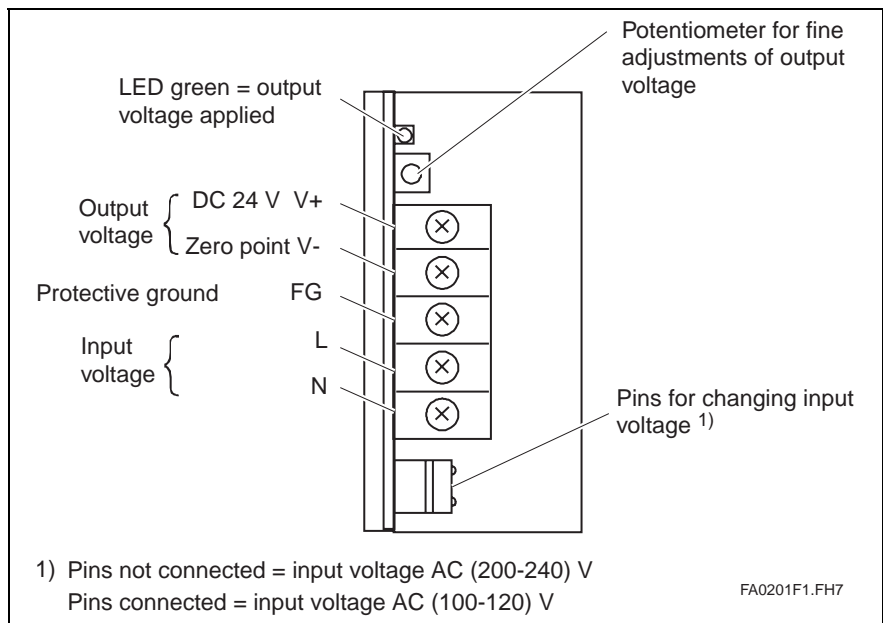 Potentiometer for fine
adjustments of output
voltage
LED green = output
voltage applied
Output
voltage
DC 24 V V+
Zero point V-
Protective ground FG
Input
voltage
L
N
Pins for changing input
voltage 1)
1) Pins not connected = input voltage AC (200-240) V
Pins connected = input voltage AC (100-120) V
FA0201F1.FH7